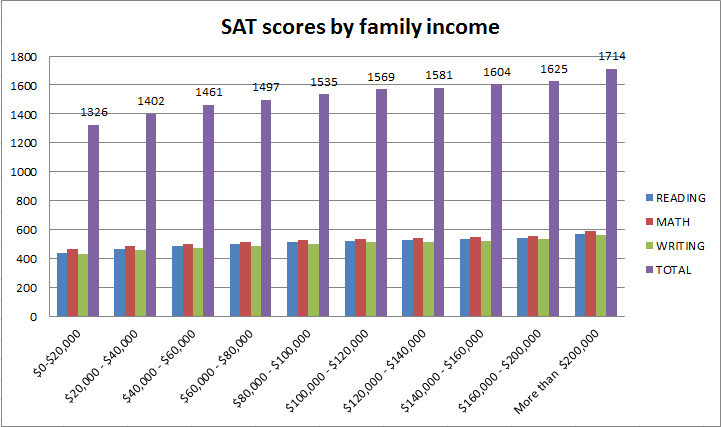 SAT scores by family income
1800
1600
1400
1200
1000
800
600
400
200
0
1326
1402
1461
1497
1535
1569
1581
1604
1625
1714
READING
MATH
WRITING
TOTAL
$0-$20,000
$20,000 - $40,000
$40,000 - $60,000
$60,000 - $80,000
$80,000 - $100,000
$100,000 - $120,000
$120,000 - $140,000
$140,000 - $160,000
$160,000 - $200,000
More than $200,000